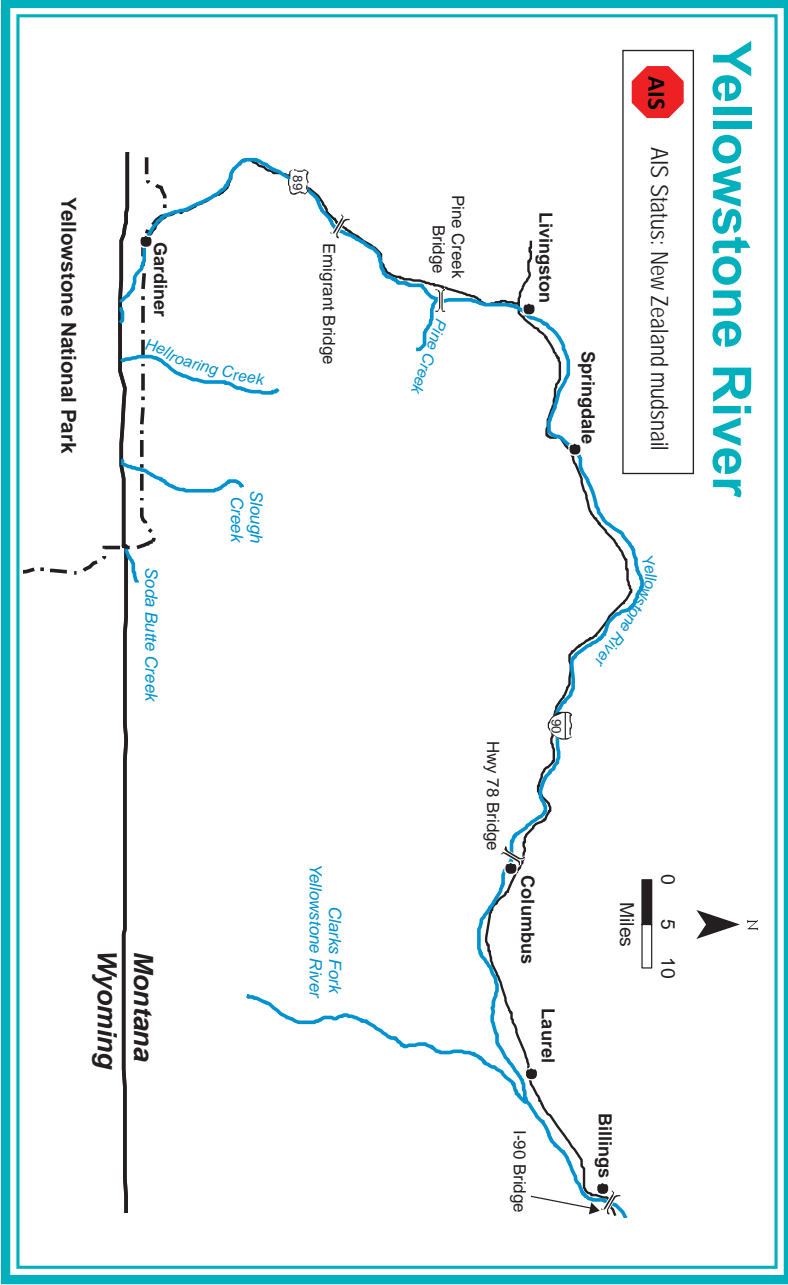 Yellowstone River
AIS
AIS Status: New Zealand mudsnail
N
0 5 10
Miles
Livingston
Springdale
Yellowstone River
Pine Creek
Bridge
Pine Creek
89
Emigrant Bridge
90
Hwy 78 Bridge
Columbus
Laurel
Billings
I-90 Bridge
Clarks Fork
Yellowstone River
Gardiner
Hellroaring Creek
Slough
Creek
Soda Butte Creek
Yellowstone National Park
Montana
Wyoming